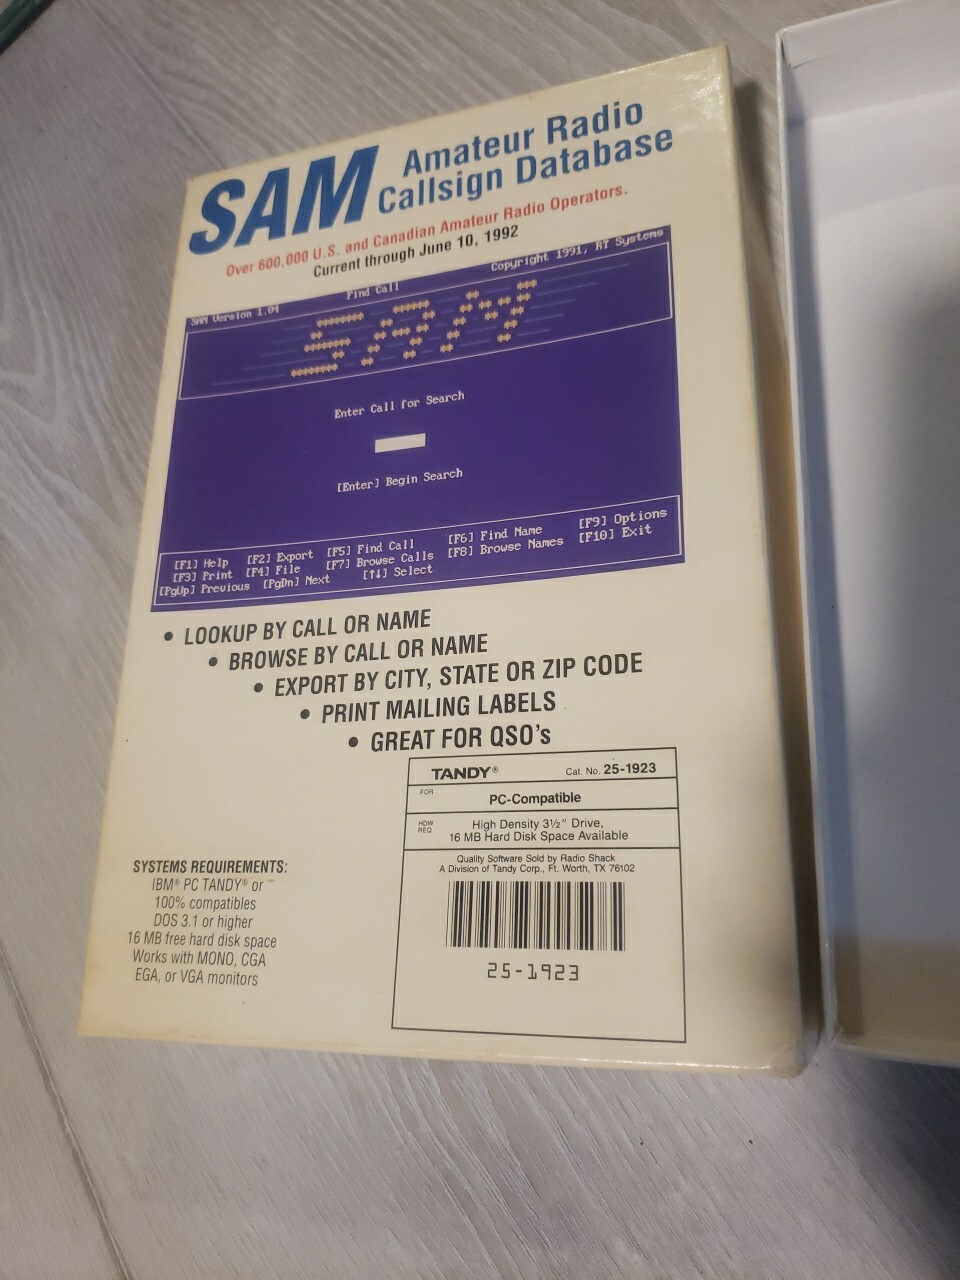 SAM Amateur Radio
Callsign Database
Over 600,000 U.S. and Canadian Amateur Radio Operators.
Current through June 10, 1992
SAM Version 1.04 Find Call Copyright 1991, RT Systems
SAM
Enter Call for Search
[Enter] Begin Search
[F1] Help [F2] Export [F5] Find Call [F6] Find Name [F9] Options
[F3] Print [F4] File [F7] Browse Calls [F8] Browse Names [F10] Exit
[PgUp] Previous [PgDn] Next [↑↓] Select
• LOOKUP BY CALL OR NAME
• BROWSE BY CALL OR NAME
• EXPORT BY CITY, STATE OR ZIP CODE
• PRINT MAILING LABELS
• GREAT FOR QSO's
TANDY® Cat. No. 25-1923
FOR
PC-Compatible
HDW
REQ
High Density 3½" Drive,
16 MB Hard Disk Space Available
Quality Software Sold by Radio Shack
A Division of Tandy Corp., Ft. Worth, TX 76102
25-1923
SYSTEMS REQUIREMENTS:
IBM® PC TANDY® or
100% compatibles
DOS 3.1 or higher
16 MB free hard disk space
Works with MONO, CGA
EGA, or VGA monitors